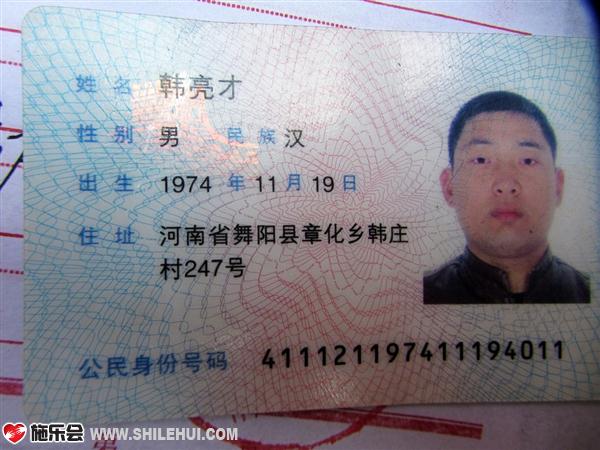 姓 名 韩亮才
性 别 男 民 族 汉
出 生 1974 年 11 月 19 日
住 址 河南省舞阳县章化乡韩庄
村247号
公民身份号码 411121197411194011
施乐会 WWW.SHILEHUI.COM